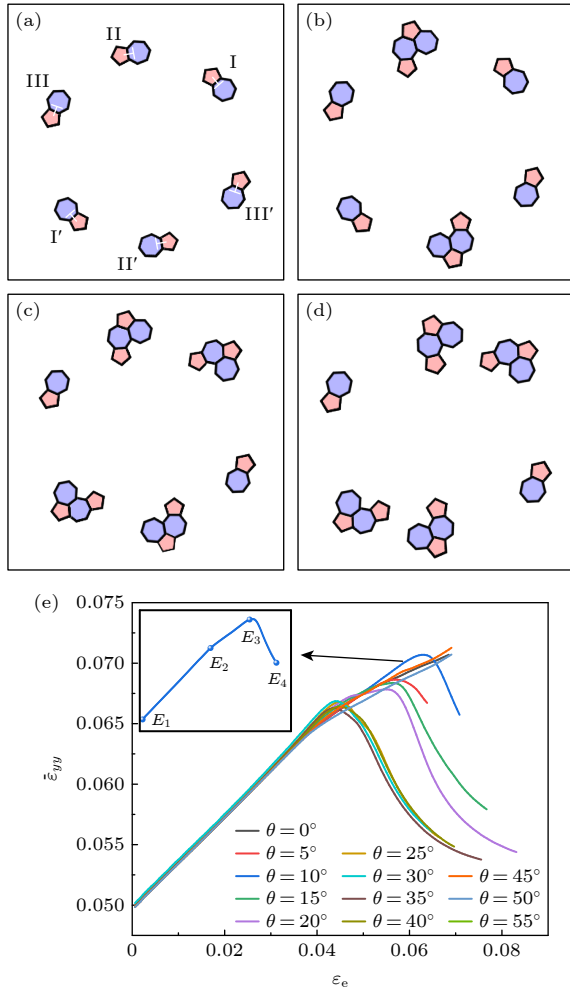 (a)
II
I
III
III′
I′
II′
(b)
(c)
(d)
(e)
0.075
0.070
0.065
0.060
0.055
0.050
ε̄yy
E1
E2
E3
E4
θ = 0°
θ = 5°
θ = 10°
θ = 15°
θ = 20°
θ = 25°
θ = 30°
θ = 35°
θ = 40°
θ = 45°
θ = 50°
θ = 55°
0 0.02 0.04 0.06 0.08
εe